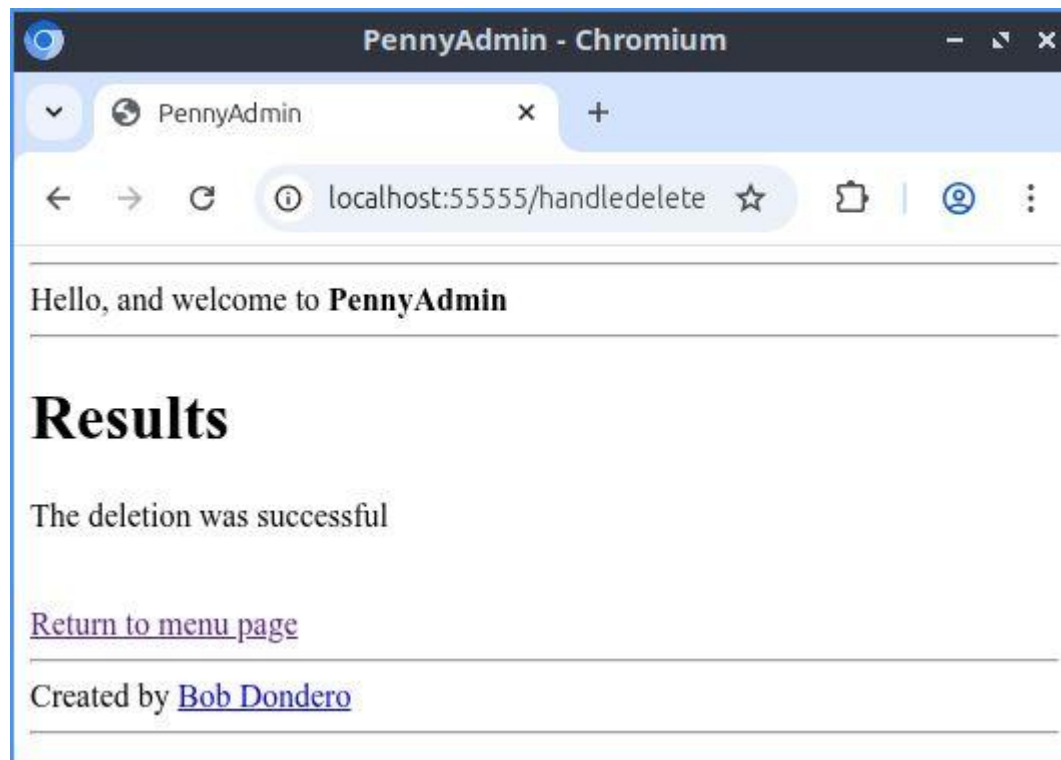 PennyAdmin - Chromium
PennyAdmin
localhost:55555/handledelete
Hello, and welcome to PennyAdmin
Results
The deletion was successful
Return to menu page
Created by Bob Dondero